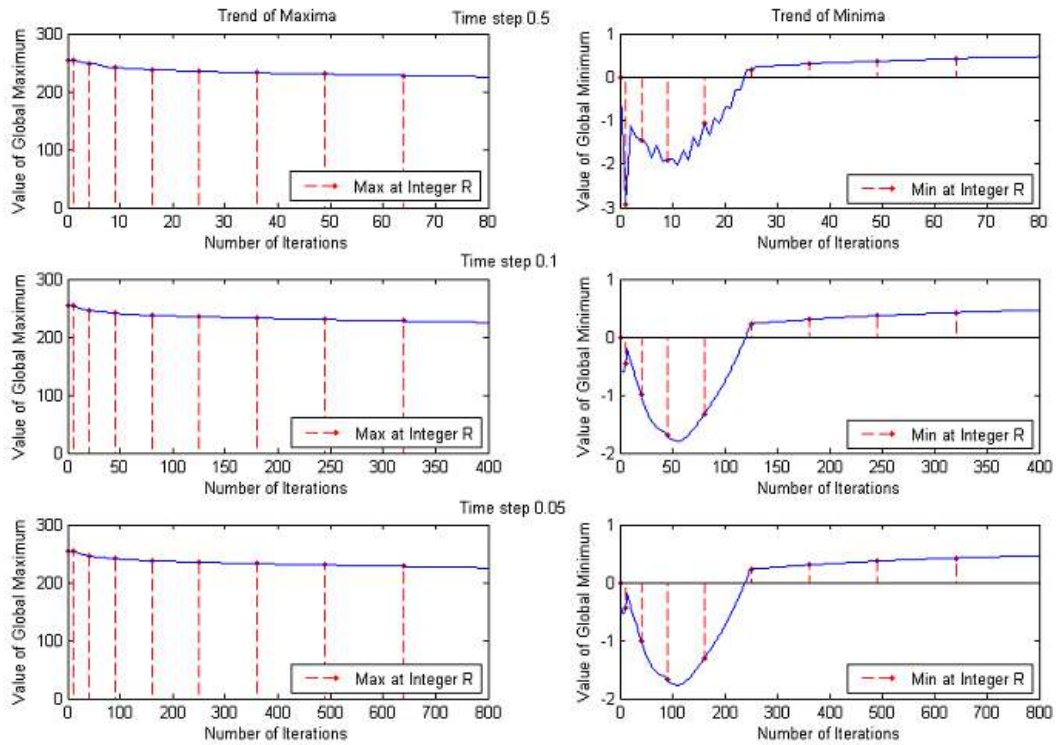 Trend of Maxima
Time step 0.5
Trend of Minima
Value of Global Maximum
300
200
100
0
0 10 20 30 40 50 60 70 80
Number of Iterations
Max at Integer R
Value of Global Minimum
1
0
-1
-2
-3
0 10 20 30 40 50 60 70 80
Number of Iterations
Min at Integer R
Time step 0.1
Value of Global Maximum
300
200
100
0
0 50 100 150 200 250 300 350 400
Number of Iterations
Max at Integer R
Value of Global Minimum
1
0
-1
-2
0 50 100 150 200 250 300 350 400
Number of Iterations
Min at Integer R
Time step 0.05
Value of Global Maximum
300
200
100
0
0 100 200 300 400 500 600 700 800
Number of Iterations
Max at Integer R
Value of Global Minimum
1
0
-1
-2
0 100 200 300 400 500 600 700 800
Number of Iterations
Min at Integer R